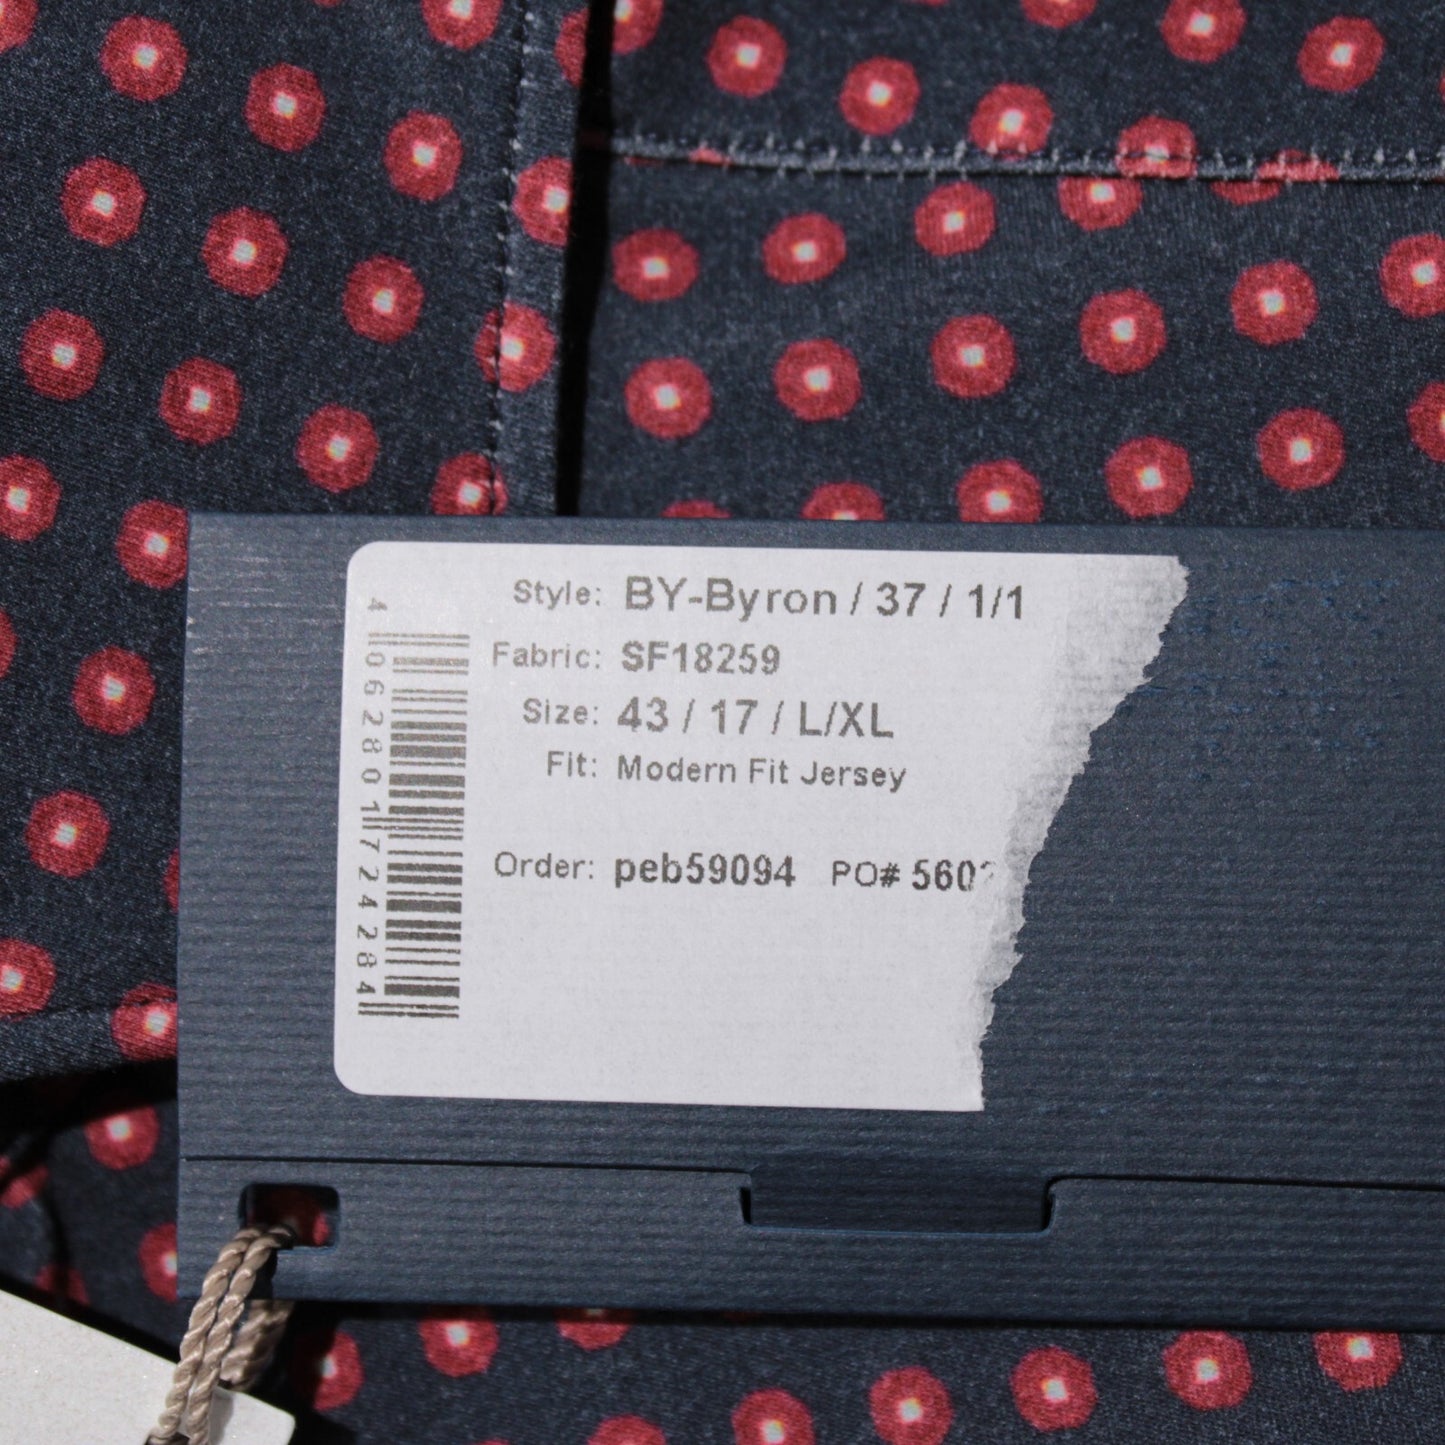 Style: BY-Byron / 37 / 1/1
Fabric: SF18259
Size: 43 / 17 / L/XL
Fit: Modern Fit Jersey
Order: peb59094 PO# 560
4062801724284